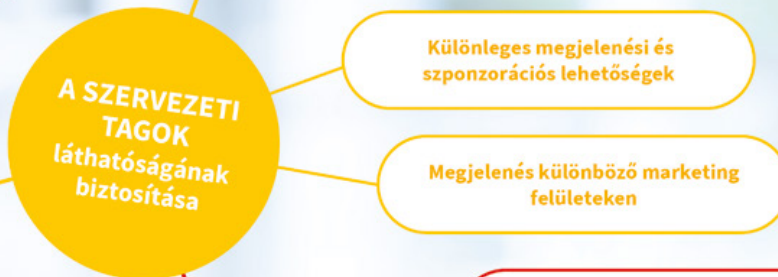 A SZERVEZETI
TAGOK
láthatóságának
biztosítása
Különleges megjelenési és
szponzorációs lehetőségek
Megjelenés különböző marketing
felületeken